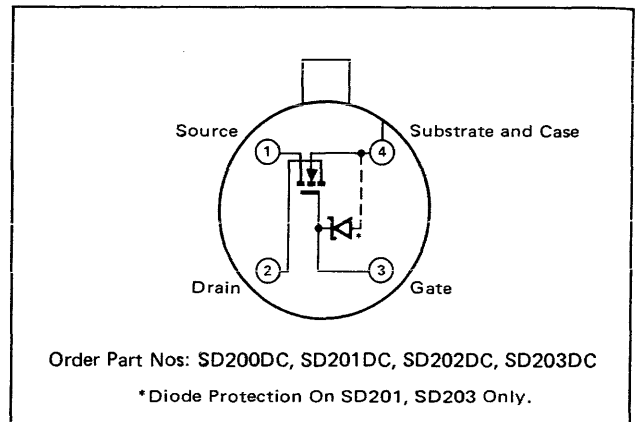 Source
Substrate and Case
1
4
*
2
3
Drain
Gate
Order Part Nos: SD200DC, SD201DC, SD202DC, SD203DC
*Diode Protection On SD201, SD203 Only.